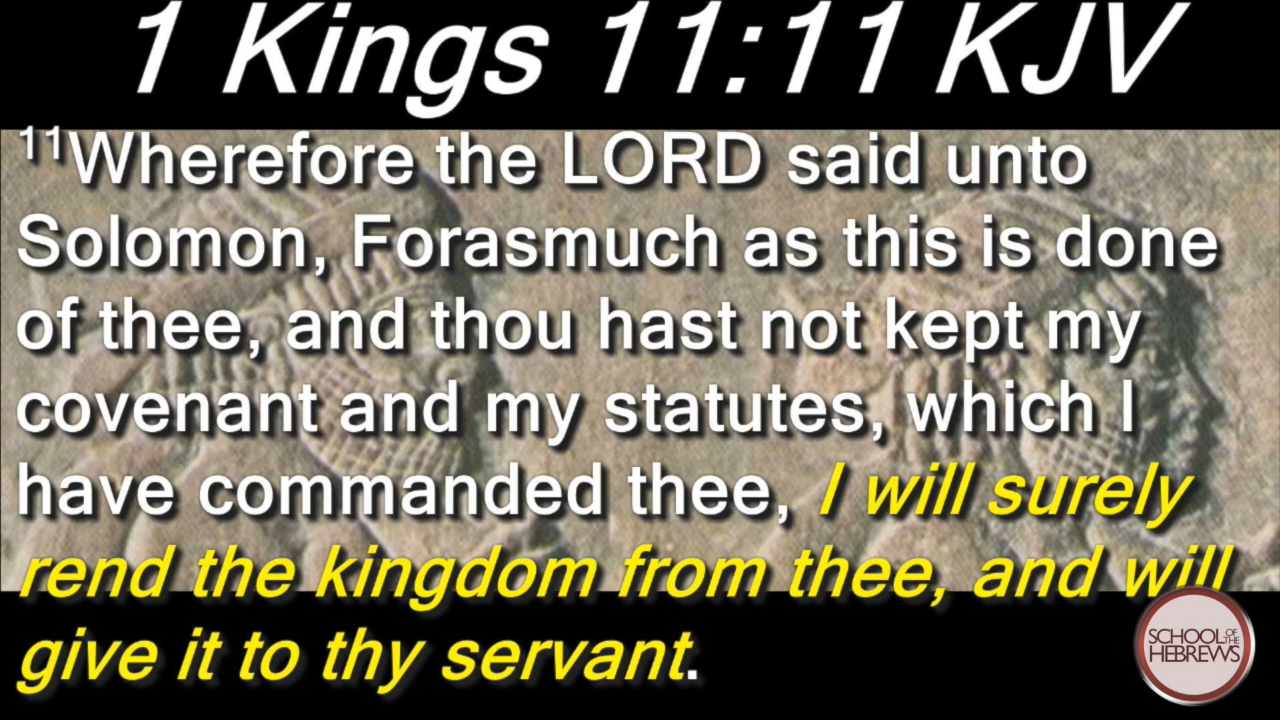 1 Kings 11:11 KJV
11Wherefore the LORD said unto
Solomon, Forasmuch as this is done
of thee, and thou hast not kept my
covenant and my statutes, which I
have commanded thee, I will surely
rend the kingdom from thee, and will
give it to thy servant.
SCHOOL OF THE
HEBREWS